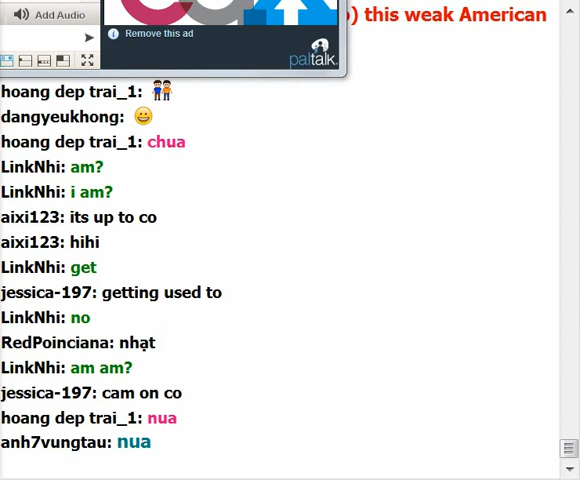 Add Audio
) this weak American
Remove this ad
paltalk
hoang dep trai_1:
dangyeukhong:
hoang dep trai_1: chua
LinkNhi: am?
LinkNhi: i am?
aixi123: its up to co
aixi123: hihi
LinkNhi: get
jessica-197: getting used to
LinkNhi: no
RedPoinciana: nhạt
LinkNhi: am am?
jessica-197: cam on co
hoang dep trai_1: nua
anh7vungtau: nua